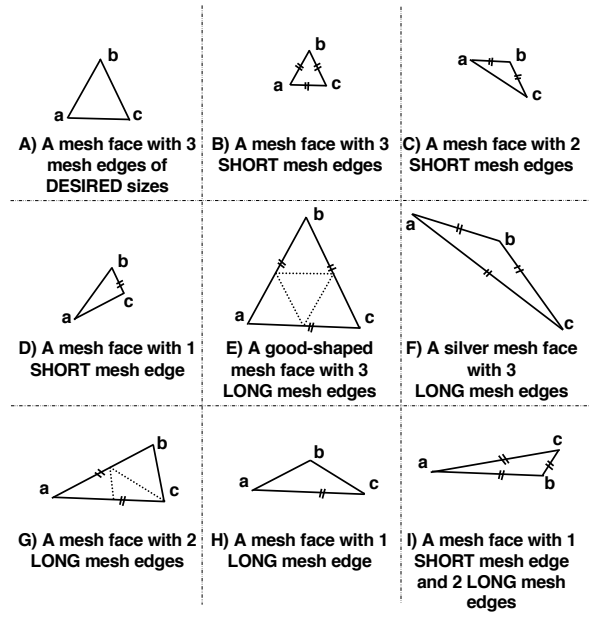 b
a
c
A) A mesh face with 3
mesh edges of
DESIRED sizes
b
a
c
B) A mesh face with 3
SHORT mesh edges
a
b
c
C) A mesh face with 2
SHORT mesh edges
b
c
a
D) A mesh face with 1
SHORT mesh edge
b
a
c
E) A good-shaped
mesh face with 3
LONG mesh edges
a
b
c
F) A silver mesh face
with 3
LONG mesh edges
b
a
c
G) A mesh face with 2
LONG mesh edges
b
a
c
H) A mesh face with 1
LONG mesh edge
c
a
b
I) A mesh face with 1
SHORT mesh edge
and 2 LONG mesh
edges